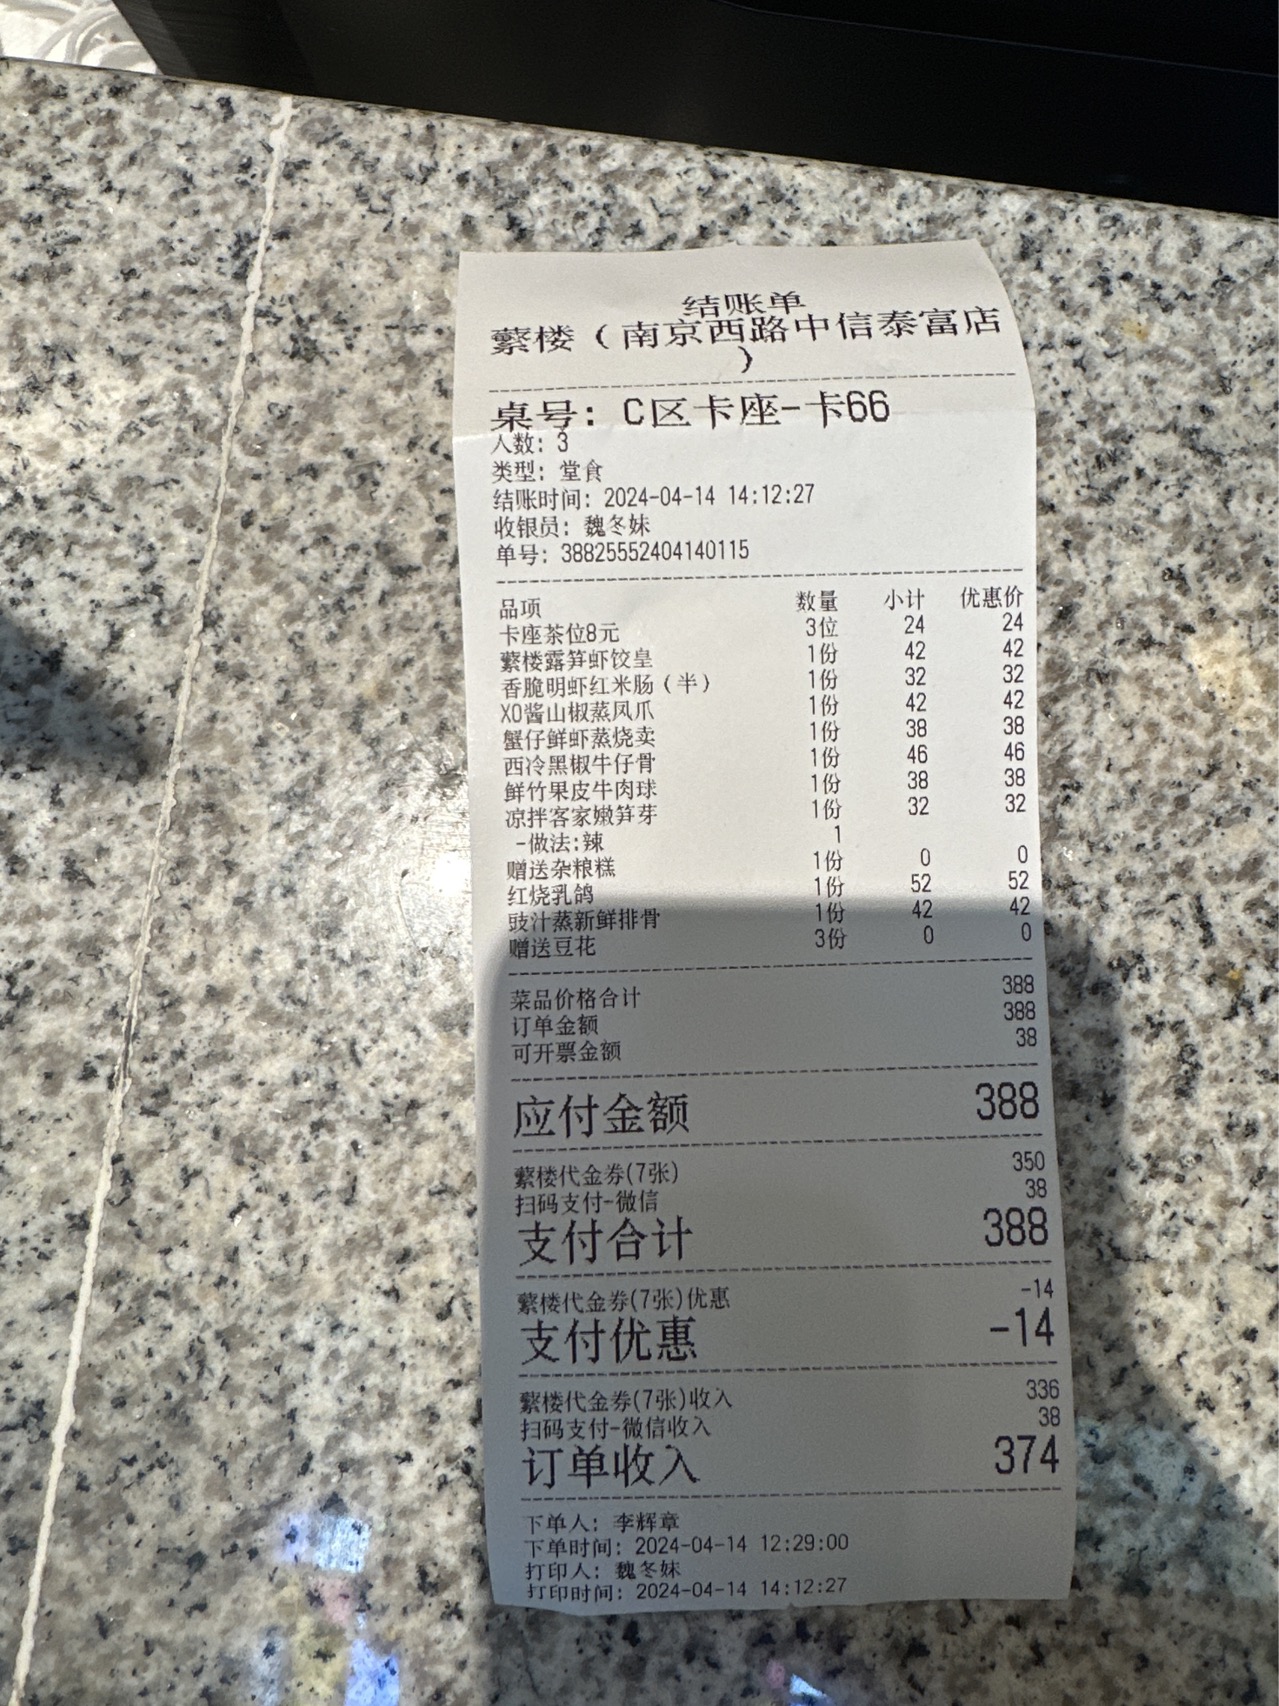 结账单
蘩楼（南京西路中信泰富店
）
桌号: C区卡座-卡66
人数: 3
类型: 堂食
结账时间: 2024-04-14 14:12:27
收银员: 魏冬妹
单号: 38825552404140115
品项 数量 小计 优惠价
卡座茶位8元 3位 24 24
蘩楼露笋虾饺皇 1份 42 42
香脆明虾红米肠（半） 1份 32 32
XO酱山椒蒸凤爪 1份 42 42
蟹仔鲜虾蒸烧卖 1份 38 38
西冷黑椒牛仔骨 1份 46 46
鲜竹果皮牛肉球 1份 38 38
凉拌客家嫩笋芽 1份 32 32
-做法:辣 1
赠送杂粮糕 1份 0 0
红烧乳鸽 1份 52 52
豉汁蒸新鲜排骨 1份 42 42
赠送豆花 3份 0 0
菜品价格合计 388
订单金额 388
可开票金额 38
应付金额 388
蘩楼代金券(7张) 350
扫码支付-微信 38
支付合计 388
蘩楼代金券(7张)优惠 -14
支付优惠 -14
蘩楼代金券(7张)收入 336
扫码支付-微信收入 38
订单收入 374
下单人: 李辉章
下单时间: 2024-04-14 12:29:00
打印人: 魏冬妹
打印时间: 2024-04-14 14:12:27